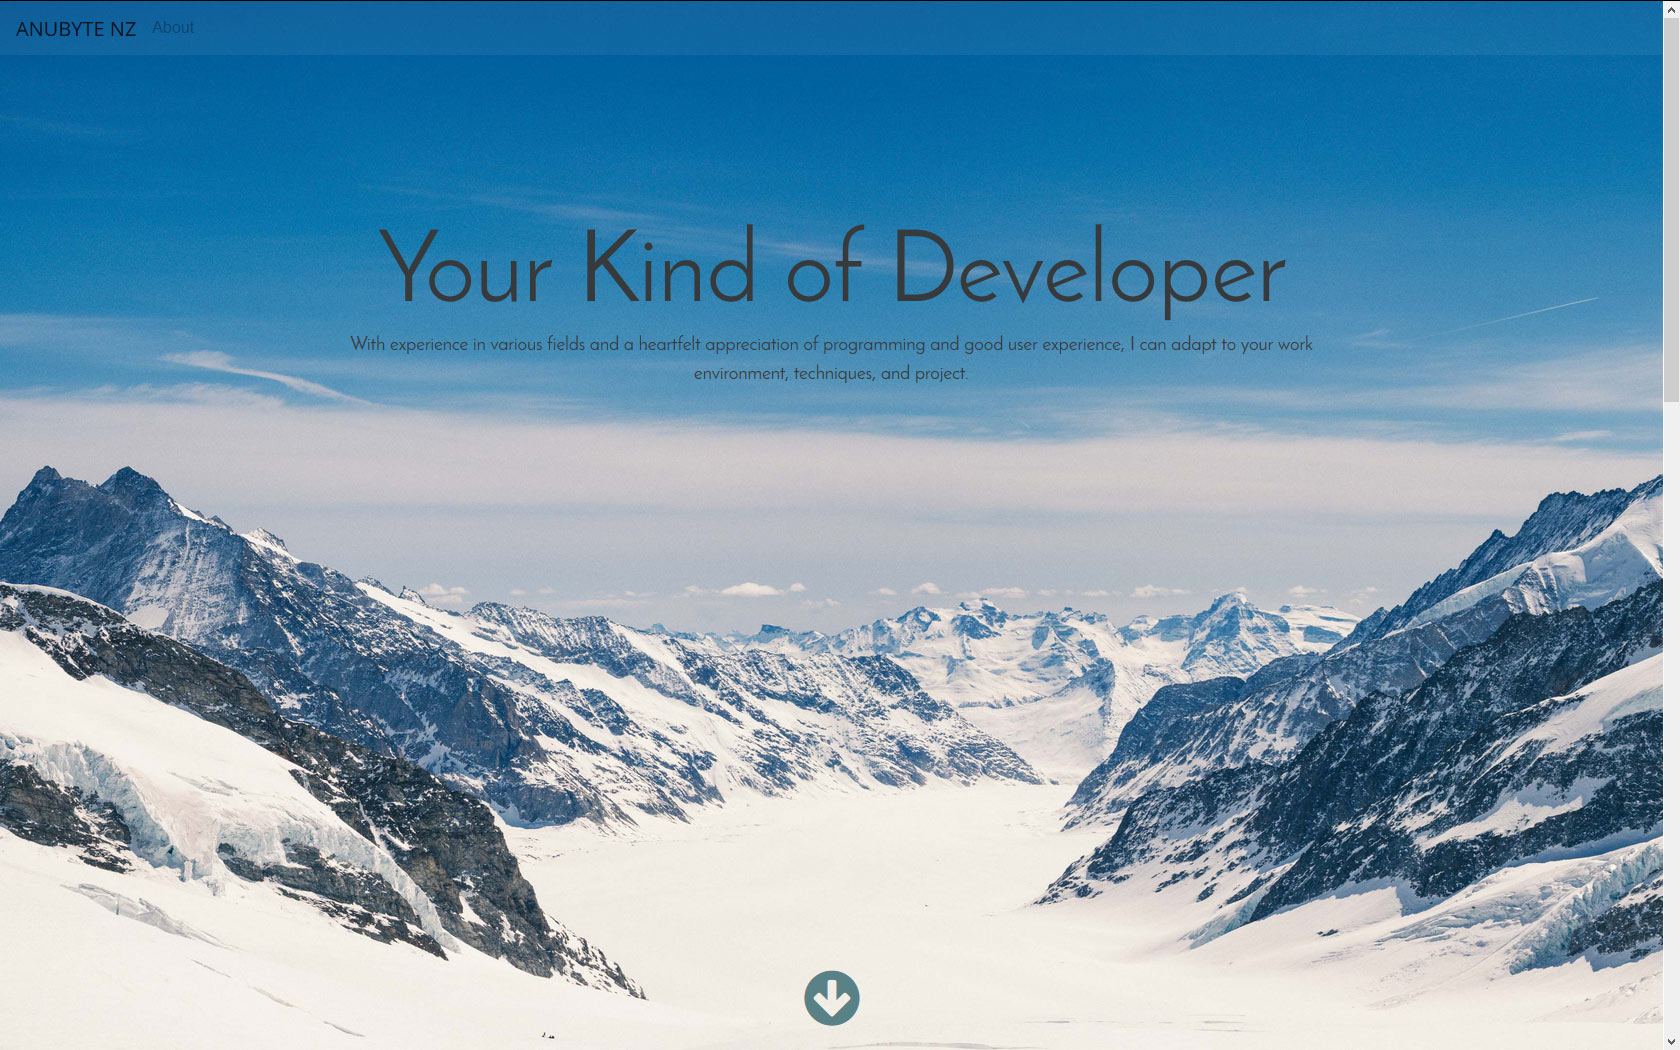 ANUBYTE NZ About
Your Kind of Developer
With experience in various fields and a heartfelt appreciation of programming and good user experience, I can adapt to your work
environment, techniques, and project.